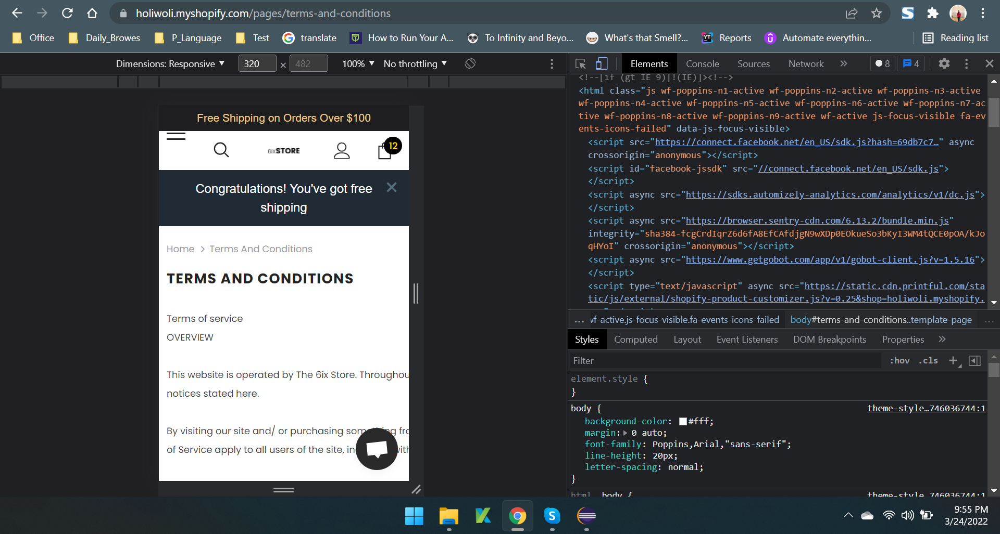 holiwoli.myshopify.com/pages/terms-and-conditions
Office Daily_Browes P_Language Test translate How to Run Your A... To Infinity and Beyo... What's that Smell?... Reports Automate everythin... Reading list
Dimensions: Responsive 320 × 482 100% No throttling
Elements Console Sources Network » 8 4
Free Shipping on Orders Over $100
12
6IXSTORE
Congratulations! You've got free
shipping
Home > Terms And Conditions
TERMS AND CONDITIONS
Terms of service
OVERVIEW
This website is operated by The 6ix Store. Throughou
notices stated here.
By visiting our site and/ or purchasing som
of Service apply to all users of the site, in
<!--[if (gt IE 9)|!(IE)]><!-->
<html class="js wf-poppins-n1-active wf-poppins-n2-active wf-poppins-n3-active
wf-poppins-n4-active wf-poppins-n5-active wf-poppins-n6-active wf-poppins-n7-ac
tive wf-poppins-n8-active wf-poppins-n9-active wf-active js-focus-visible fa-ev
ents-icons-failed" data-js-focus-visible>
<script src="https://connect.facebook.net/en_US/sdk.js?hash=69db7c7…" async
crossorigin="anonymous"></script>
<script id="facebook-jssdk" src="//connect.facebook.net/en_US/sdk.js">
</script>
<script async src="https://sdks.automizely-analytics.com/analytics/v1/dc.js">
</script>
<script async src="https://browser.sentry-cdn.com/6.13.2/bundle.min.js"
integrity="sha384-fcgCrdIqrZ6d6fA8EfCAfdjgN9wXDp0EOkueSo3bKyI3WM4tQCE0pOA/kJo
qHYoI" crossorigin="anonymous"></script>
<script async src="https://www.getgobot.com/app/v1/gobot-client.js?v=1.5.16">
</script>
<script type="text/javascript" async src="https://static.cdn.printful.com/sta
tic/js/external/shopify-product-customizer.js?v=0.25&shop=holiwoli.myshopify.
... vf-active.js-focus-visible.fa-events-icons-failed body#terms-and-conditions..template-page ...
Styles Computed Layout Event Listeners DOM Breakpoints Properties »
Filter :hov .cls +
element.style {
}
body { theme-style…746036744:1
background-color: #fff;
margin: 0 auto;
font-family: Poppins,Arial,"sans-serif";
line-height: 20px;
letter-spacing: normal;
}
html, body { theme-style…746036744:1
9:55 PM
3/24/2022